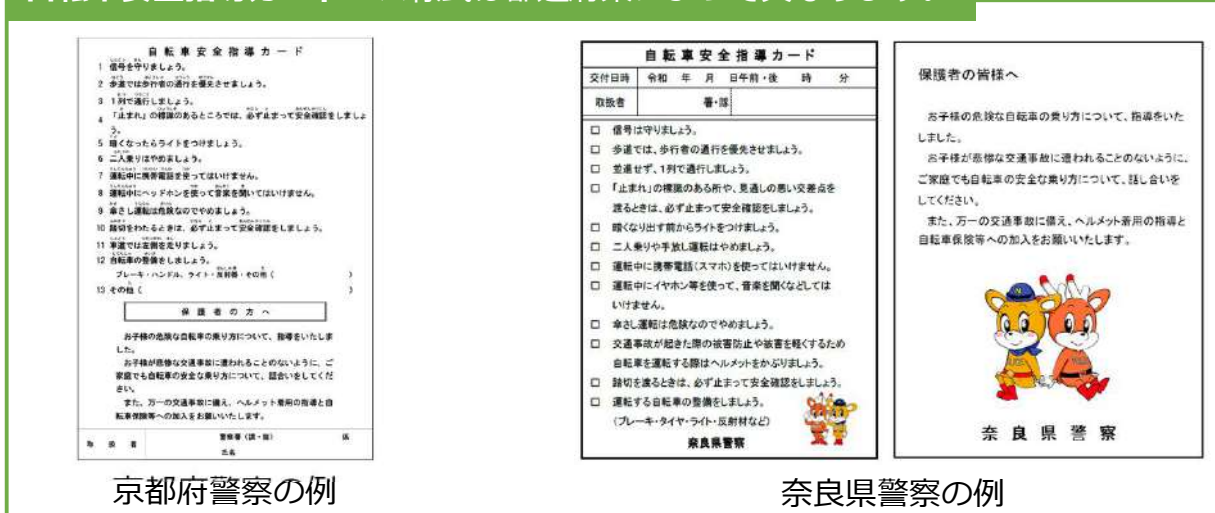 自転車安全指導カード
1 信号を守りましょう。
2 歩道では歩行者の通行を優先させましょう。
3 1列で通行しましょう。
4 「止まれ」の標識のあるところでは、必ず止まって安全確認をしましょ
う。
5 暗くなったらライトをつけましょう。
6 二人乗りはやめましょう。
7 運転中に携帯電話を使ってはいけません。
8 運転中にヘッドホンを使って音楽を聞いてはいけません。
9 傘さし運転は危険なのでやめましょう。
10 踏切をわたるときは、必ず止まって安全確認をしましょう。
11 車道では左側を走りましょう。
12 自転車の整備をしましょう。
ブレーキ・ハンドル、ライト・反射器・その他（　　　）
13 その他（　　　）
保護者の方へ
お子様の危険な自転車の乗り方について、指導をいたしま
した。
お子様が悲惨な交通事故に遭われることのないように、ご
家庭でも自転車の安全な乗り方について、話合いをしてくだ
さい。
また、万一の交通事故に備え、ヘルメット着用の指導と自
転車保険等への加入をお願いいたします。
取扱者 警察署（課・隊） 係
氏名
京都府警察の例
自転車安全指導カード
交付日時 令和 年 月 日午前・後 時 分
取扱者 署・隊
□ 信号は守りましょう。
□ 歩道では、歩行者の通行を優先させましょう。
□ 並進せず、1列で通行しましょう。
□ 「止まれ」の標識のある所や、見通しの悪い交差点を
渡るときは、必ず止まって安全確認をしましょう。
□ 暗くなり出す前からライトをつけましょう。
□ 二人乗りや手放し運転はやめましょう。
□ 運転中に携帯電話（スマホ）を使ってはいけません。
□ 運転中にイヤホン等を使って、音楽を聞くなどしては
いけません。
□ 傘さし運転は危険なのでやめましょう。
□ 交通事故が起きた際の被害防止や被害を軽くするため
自転車を運転する際はヘルメットをかぶりましょう。
□ 踏切を渡るときは、必ず止まって安全確認をしましょう。
□ 運転する自転車の整備をしましょう。
（ブレーキ・タイヤ・ライト・反射材など）
奈良県警察
保護者の皆様へ
お子様の危険な自転車の乗り方について、指導をいた
しました。
お子様が悲惨な交通事故に遭われることのないように、
ご家庭でも自転車の安全な乗り方について、話し合いを
してください。
また、万一の交通事故に備え、ヘルメット着用の指導と
自転車保険等への加入をお願いいたします。
奈良県警察
奈良県警察の例